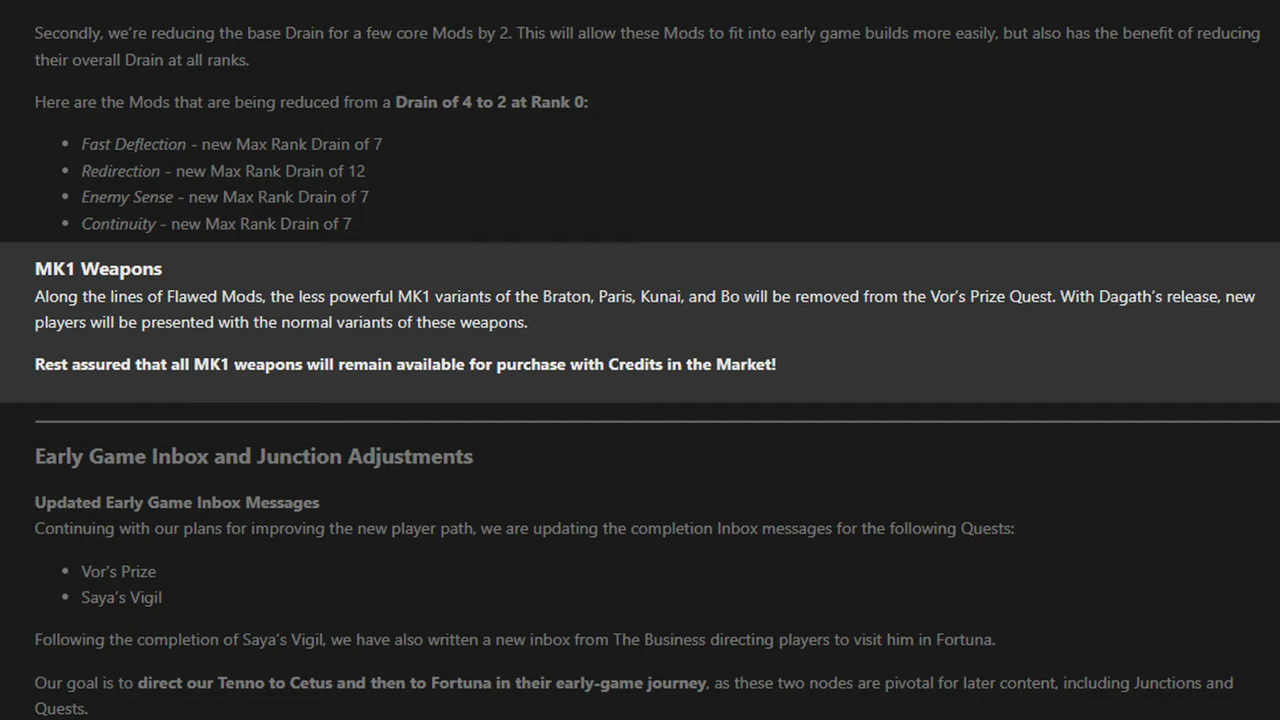 Secondly, we’re reducing the base Drain for a few core Mods by 2. This will allow these Mods to fit into early game builds more easily, but also has the benefit of reducing
their overall Drain at all ranks.
Here are the Mods that are being reduced from a Drain of 4 to 2 at Rank 0:
• Fast Deflection - new Max Rank Drain of 7
• Redirection - new Max Rank Drain of 12
• Enemy Sense - new Max Rank Drain of 7
• Continuity - new Max Rank Drain of 7
MK1 Weapons
Along the lines of Flawed Mods, the less powerful MK1 variants of the Braton, Paris, Kunai, and Bo will be removed from the Vor’s Prize Quest. With Dagath’s release, new
players will be presented with the normal variants of these weapons.
Rest assured that all MK1 weapons will remain available for purchase with Credits in the Market!
Early Game Inbox and Junction Adjustments
Updated Early Game Inbox Messages
Continuing with our plans for improving the new player path, we are updating the completion Inbox messages for the following Quests:
• Vor’s Prize
• Saya’s Vigil
Following the completion of Saya’s Vigil, we have also written a new inbox from The Business directing players to visit him in Fortuna.
Our goal is to direct our Tenno to Cetus and then to Fortuna in their early-game journey, as these two nodes are pivotal for later content, including Junctions and
Quests.